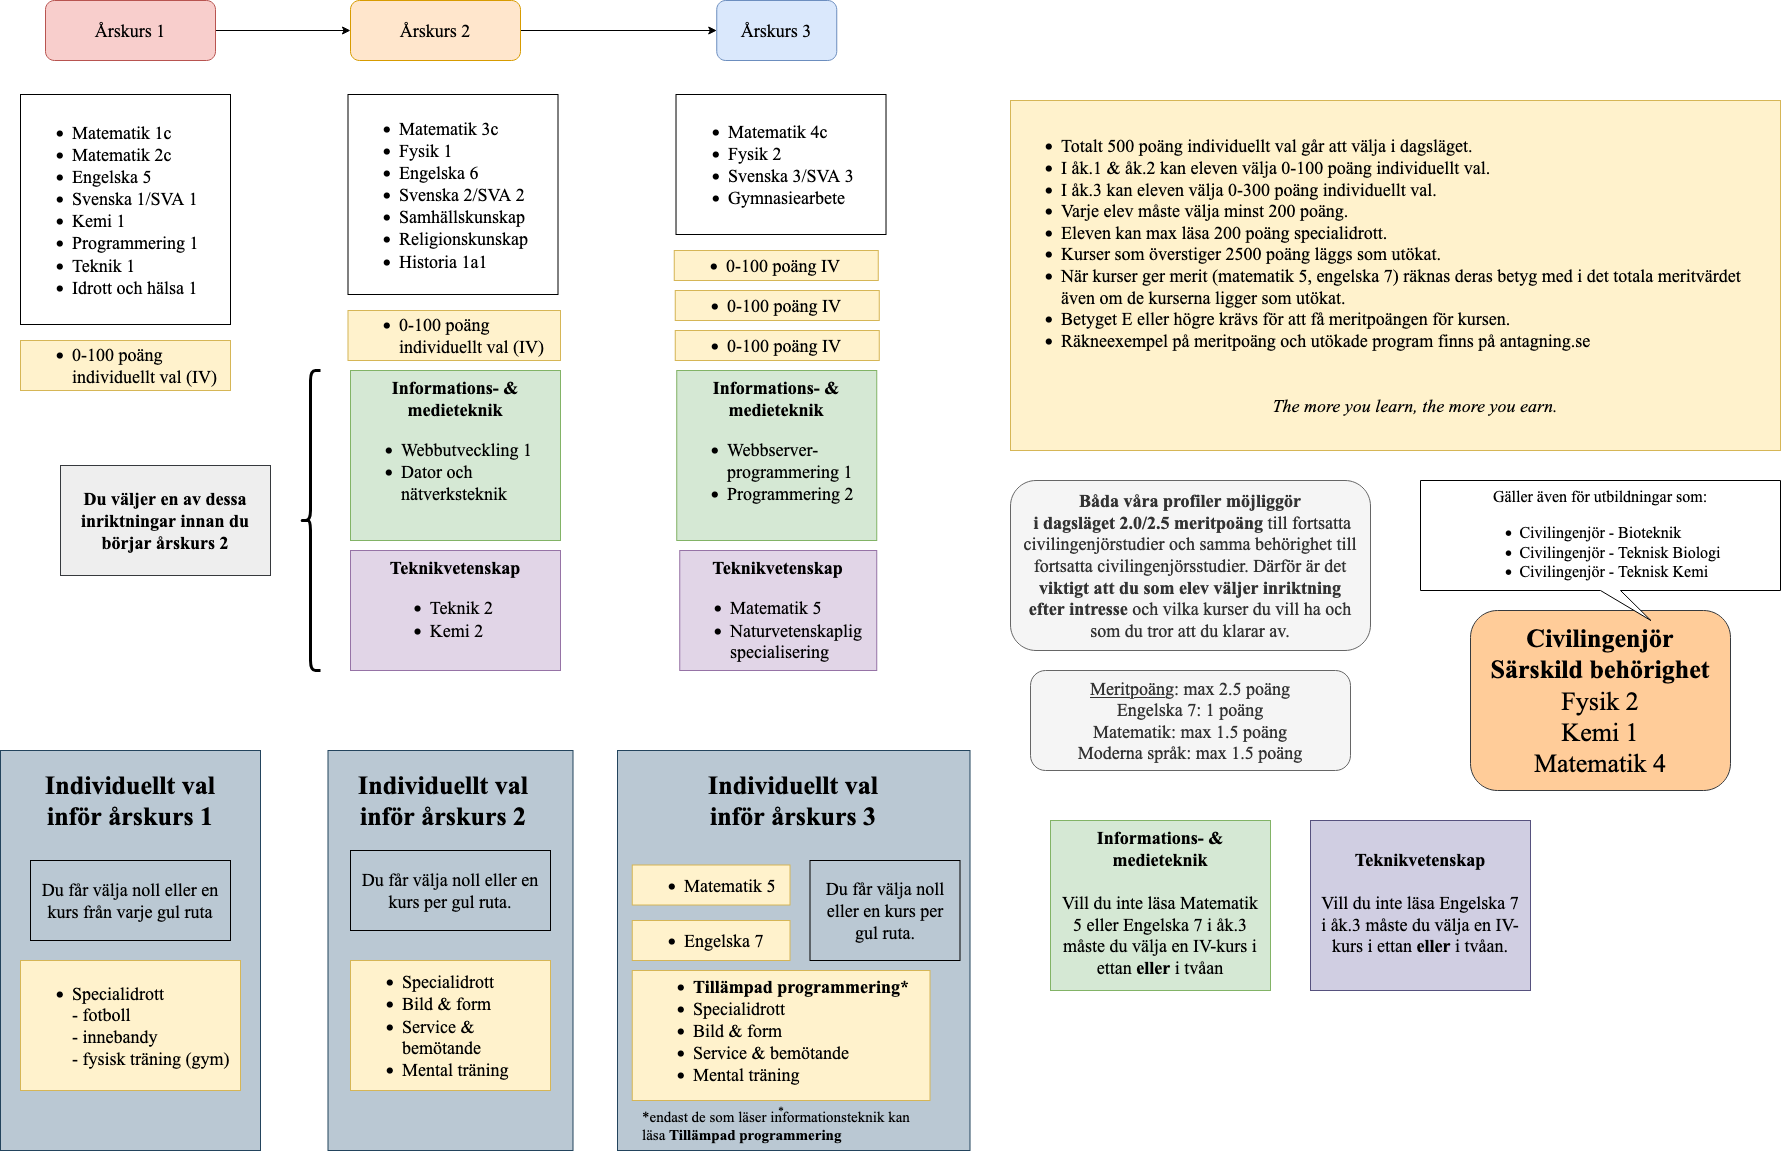 Årskurs 1
Årskurs 2
Årskurs 3
Matematik 1c
Matematik 2c
Engelska 5
Svenska 1/SVA 1
Kemi 1
Programmering 1
Teknik 1
Idrott och hälsa 1
0-100 poäng
individuellt val (IV)
Matematik 3c
Fysik 1
Engelska 6
Svenska 2/SVA 2
Samhällskunskap
Religionskunskap
Historia 1a1
0-100 poäng
individuellt val (IV)
Matematik 4c
Fysik 2
Svenska 3/SVA 3
Gymnasiearbete
0-100 poäng IV
0-100 poäng IV
0-100 poäng IV
Du väljer en av dessa
inriktningar innan du
börjar årskurs 2
Informations- &
medieteknik
Webbutveckling 1
Dator och
nätverksteknik
Informations- &
medieteknik
Webbserver-
programmering 1
Programmering 2
Teknikvetenskap
Teknik 2
Kemi 2
Teknikvetenskap
Matematik 5
Naturvetenskaplig
specialisering
Totalt 500 poäng individuellt val går att välja i dagsläget.
I åk.1 & åk.2 kan eleven välja 0-100 poäng individuellt val.
I åk.3 kan eleven välja 0-300 poäng individuellt val.
Varje elev måste välja minst 200 poäng.
Eleven kan max läsa 200 poäng specialidrott.
Kurser som överstiger 2500 poäng läggs som utökat.
När kurser ger merit (matematik 5, engelska 7) räknas deras betyg med i det totala meritvärdet
även om de kurserna ligger som utökat.
Betyget E eller högre krävs för att få meritpoängen för kursen.
Räkneexempel på meritpoäng och utökade program finns på antagning.se
The more you learn, the more you earn.
Båda våra profiler möjliggör
i dagsläget 2.0/2.5 meritpoäng till fortsatta
civilingenjörstudier och samma behörighet till
fortsatta civilingenjörsstudier. Därför är det
viktigt att du som elev väljer inriktning
efter intresse och vilka kurser du vill ha och
som du tror att du klarar av.
Gäller även för utbildningar som:
Civilingenjör - Bioteknik
Civilingenjör - Teknisk Biologi
Civilingenjör - Teknisk Kemi
Meritpoäng: max 2.5 poäng
Engelska 7: 1 poäng
Matematik: max 1.5 poäng
Moderna språk: max 1.5 poäng
Civilingenjör
Särskild behörighet
Fysik 2
Kemi 1
Matematik 4
Informations- &
medieteknik
Vill du inte läsa Matematik
5 eller Engelska 7 i åk.3
måste du välja en IV-kurs i
ettan eller i tvåan
Teknikvetenskap
Vill du inte läsa Engelska 7
i åk.3 måste du välja en IV-
kurs i ettan eller i tvåan.
Individuellt val
inför årskurs 1
Du får välja noll eller en
kurs från varje gul ruta
Specialidrott
- fotboll
- innebandy
- fysisk träning (gym)
Individuellt val
inför årskurs 2
Du får välja noll eller en
kurs per gul ruta.
Specialidrott
Bild & form
Service &
bemötande
Mental träning
Individuellt val
inför årskurs 3
Matematik 5
Engelska 7
Du får välja noll
eller en kurs per
gul ruta.
Tillämpad programmering*
Specialidrott
Bild & form
Service & bemötande
Mental träning
*
*endast de som läser informationsteknik kan
läsa Tillämpad programmering